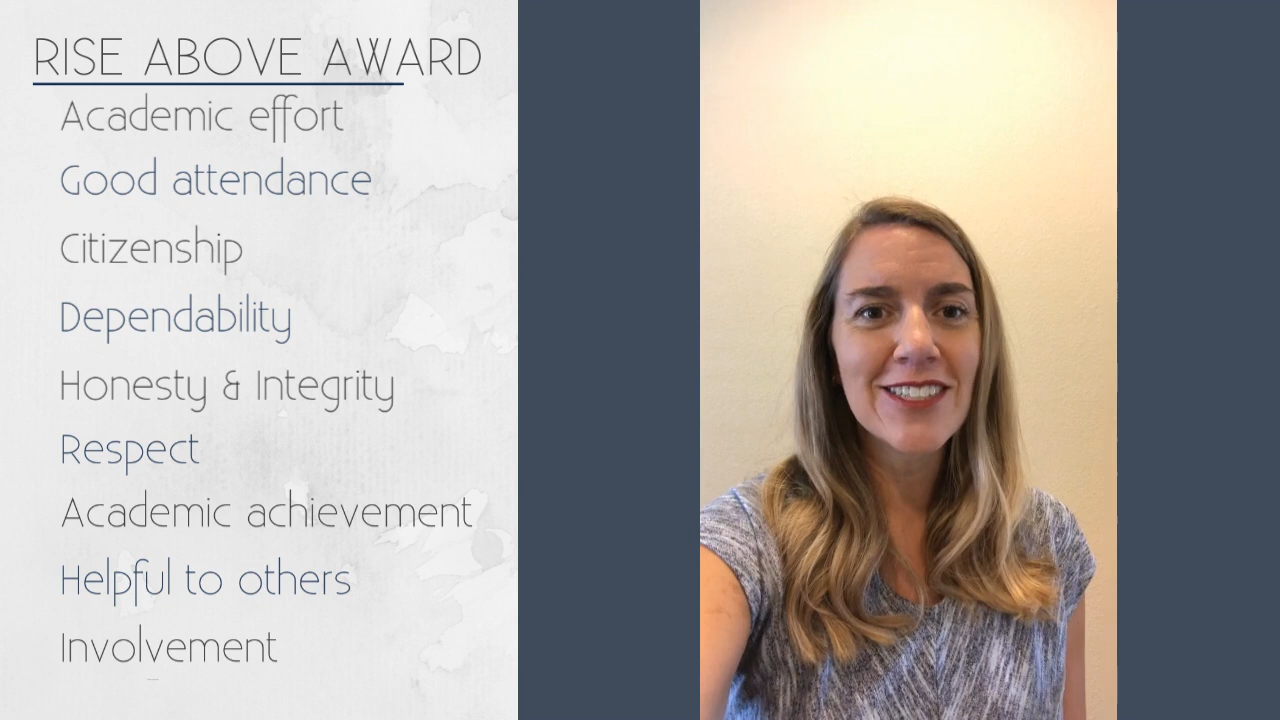 RISE ABOVE AWARD
Academic effort
Good attendance
Citizenship
Dependability
Honesty & Integrity
Respect
Academic achievement
Helpful to others
Involvement